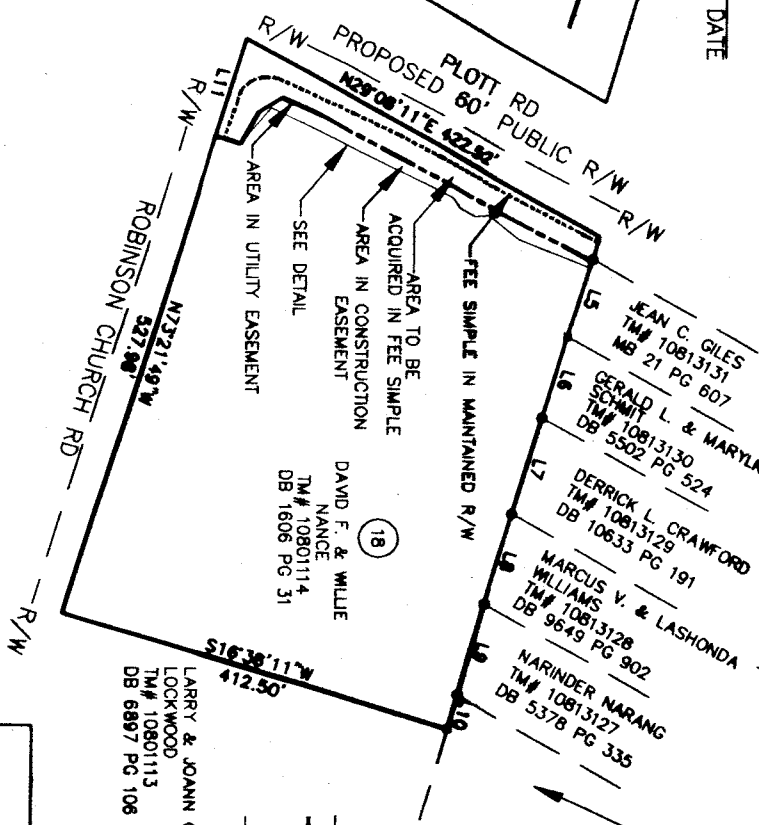 DATE
R/W
PLOTT RD
PROPOSED 60' PUBLIC R/W
N29°08'11"E 422.52'
R/W
L11
R/W
ROBINSON CHURCH RD
N73°21'49"W
527.98'
R/W
AREA IN UTILITY EASEMENT
SEE DETAIL
AREA IN CONSTRUCTION
EASEMENT
AREA TO BE
ACQUIRED IN FEE SIMPLE
FEE SIMPLE IN MAINTAINED R/W
18
DAVID F. & WILLIE
NANCE
TM# 10801114
DB 1606 PG 31
S16°38'11"W
412.50'
LARRY & JOANN
LOCKWOOD
TM# 10801113
DB 6897 PG 106
L5
JEAN C. GILES
TM# 10813131
MB 21 PG 607
L6
GERALD L. &
SCHMIT
TM# 10813130
DB 5502 PG 524
L7
DERRICK L. CRAWFORD
TM# 10813129
DB 10633 PG 191
L8
MARCUS V. & LASHONDA
WILLIAMS
TM# 10813128
DB 9649 PG 902
L9
NARINDER NARANG
TM# 10813127
DB 5378 PG 335
10